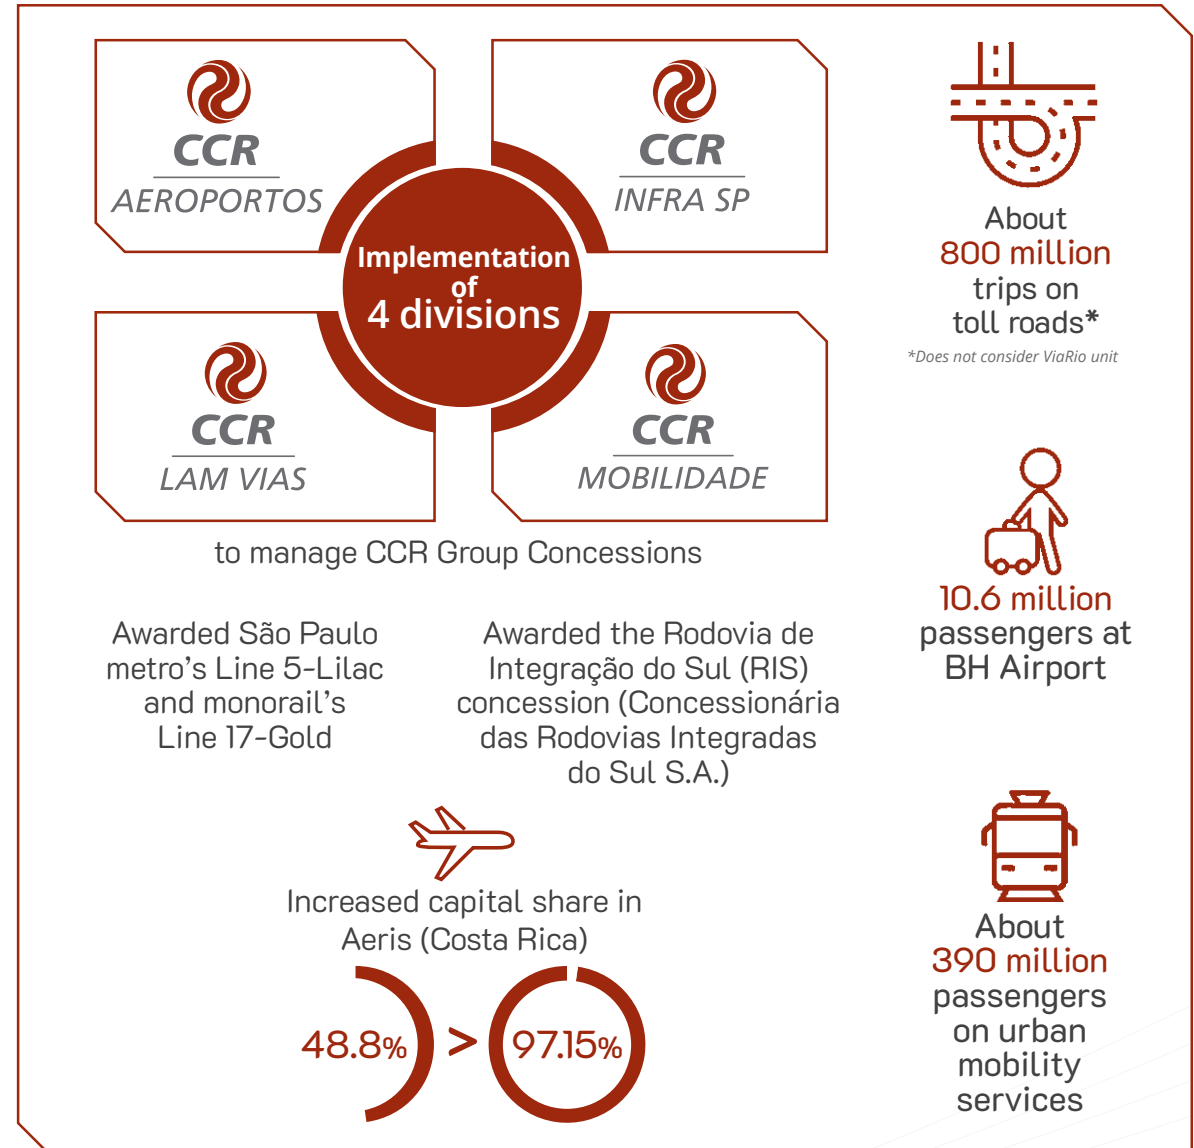 CCR
AEROPORTOS
CCR
INFRA SP
Implementation
of
4 divisions
CCR
LAM VIAS
CCR
MOBILIDADE
to manage CCR Group Concessions
Awarded São Paulo
metro’s Line 5-Lilac
and monorail’s
Line 17-Gold
Awarded the Rodovia de
Integração do Sul (RIS)
concession (Concessionária
das Rodovias Integradas
do Sul S.A.)
Increased capital share in
Aeris (Costa Rica)
48.8% > 97.15%
About
800 million
trips on
toll roads*
*Does not consider ViaRio unit
10.6 million
passengers at
BH Airport
About
390 million
passengers
on urban
mobility
services